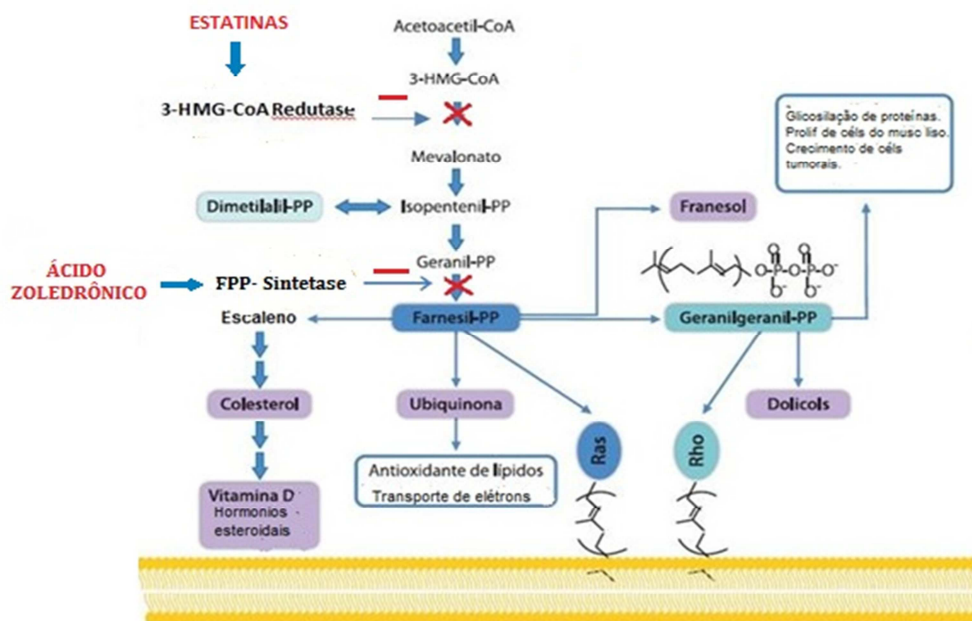 ESTATINAS
Acetoacetil-CoA
3-HMG-CoA
3-HMG-CoA Redutase
Glicosilação de proteínas.
Prolif de céls do musc liso.
Crecimento de céls
tumorais.
Mevalonato
Dimetilalil-PP
Isopentenil-PP
Franesol
ÁCIDO
ZOLEDRÔNICO
FPP- Sintetase
Geranil-PP
O O
O-P-O-P-O-
O- O-
Escaleno
Farnesil-PP
Geranilgeranil-PP
Colesterol
Ubiquinona
Dolicols
Ras
Rho
Antioxidante de lípidos
Transporte de elétrons
Vitamina D
Hormonios
esteroidais